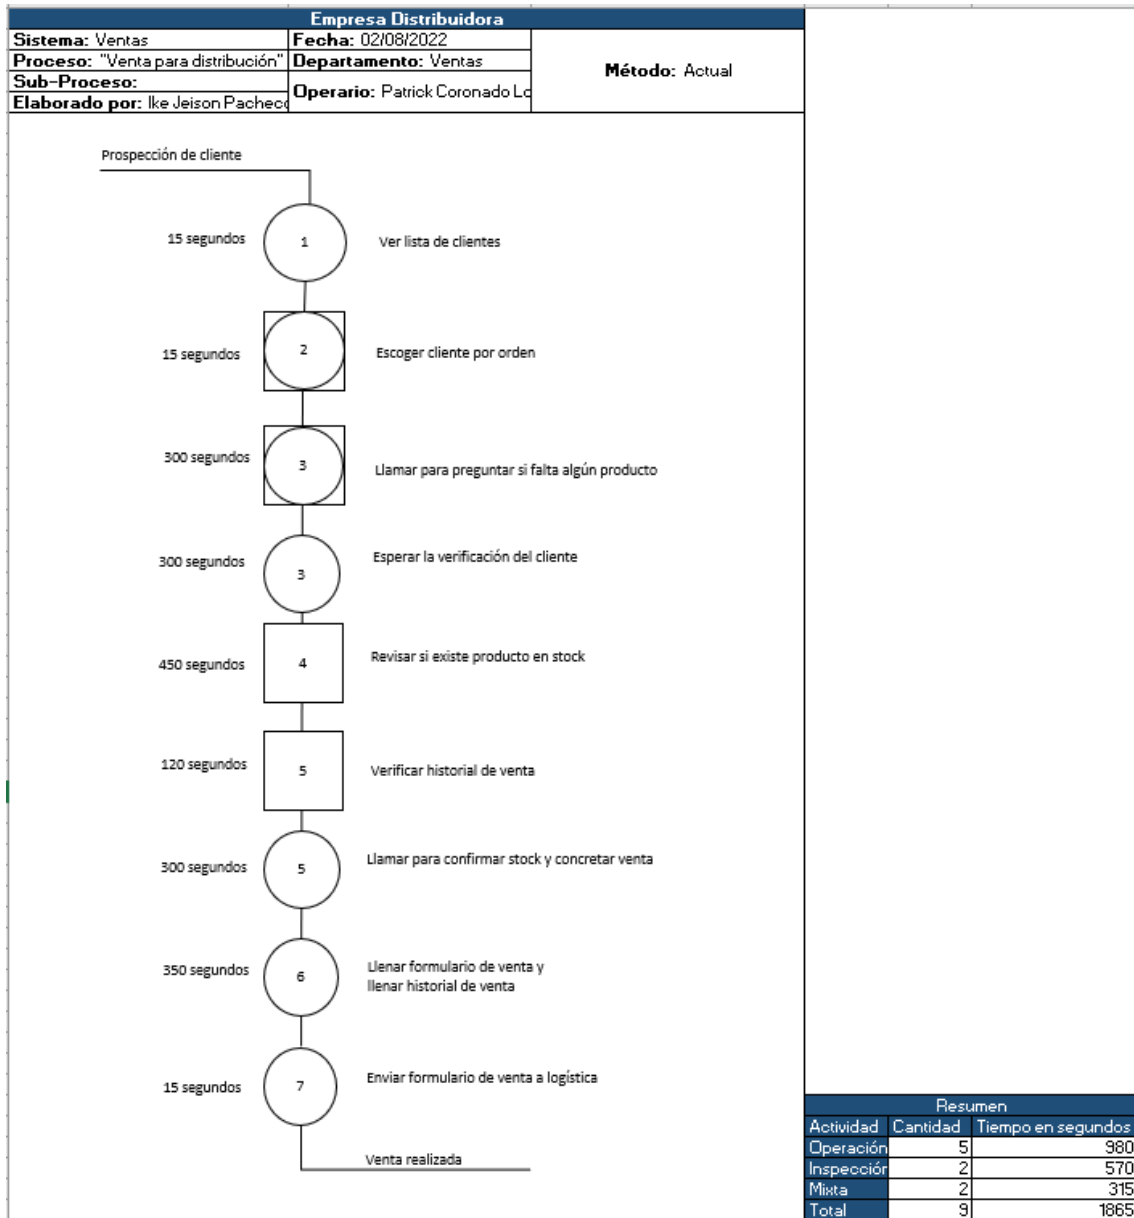 Empresa Distribuidora
Sistema: Ventas
Fecha: 02/08/2022
Proceso: "Venta para distribución"
Departamento: Ventas
Método: Actual
Sub-Proceso:
Operario: Patrick Coronado Lo
Elaborado por: Ike Jeison Pacheco
Prospección de cliente
15 segundos
1
Ver lista de clientes
15 segundos
2
Escoger cliente por orden
300 segundos
3
Llamar para preguntar si falta algún producto
300 segundos
3
Esperar la verificación del cliente
450 segundos
4
Revisar si existe producto en stock
120 segundos
5
Verificar historial de venta
300 segundos
5
Llamar para confirmar stock y concretar venta
350 segundos
6
Llenar formulario de venta y
llenar historial de venta
15 segundos
7
Enviar formulario de venta a logística
Venta realizada
Resumen
Actividad Cantidad Tiempo en segundos
Operación 5 980
Inspección 2 570
Mixta 2 315
Total 9 1865